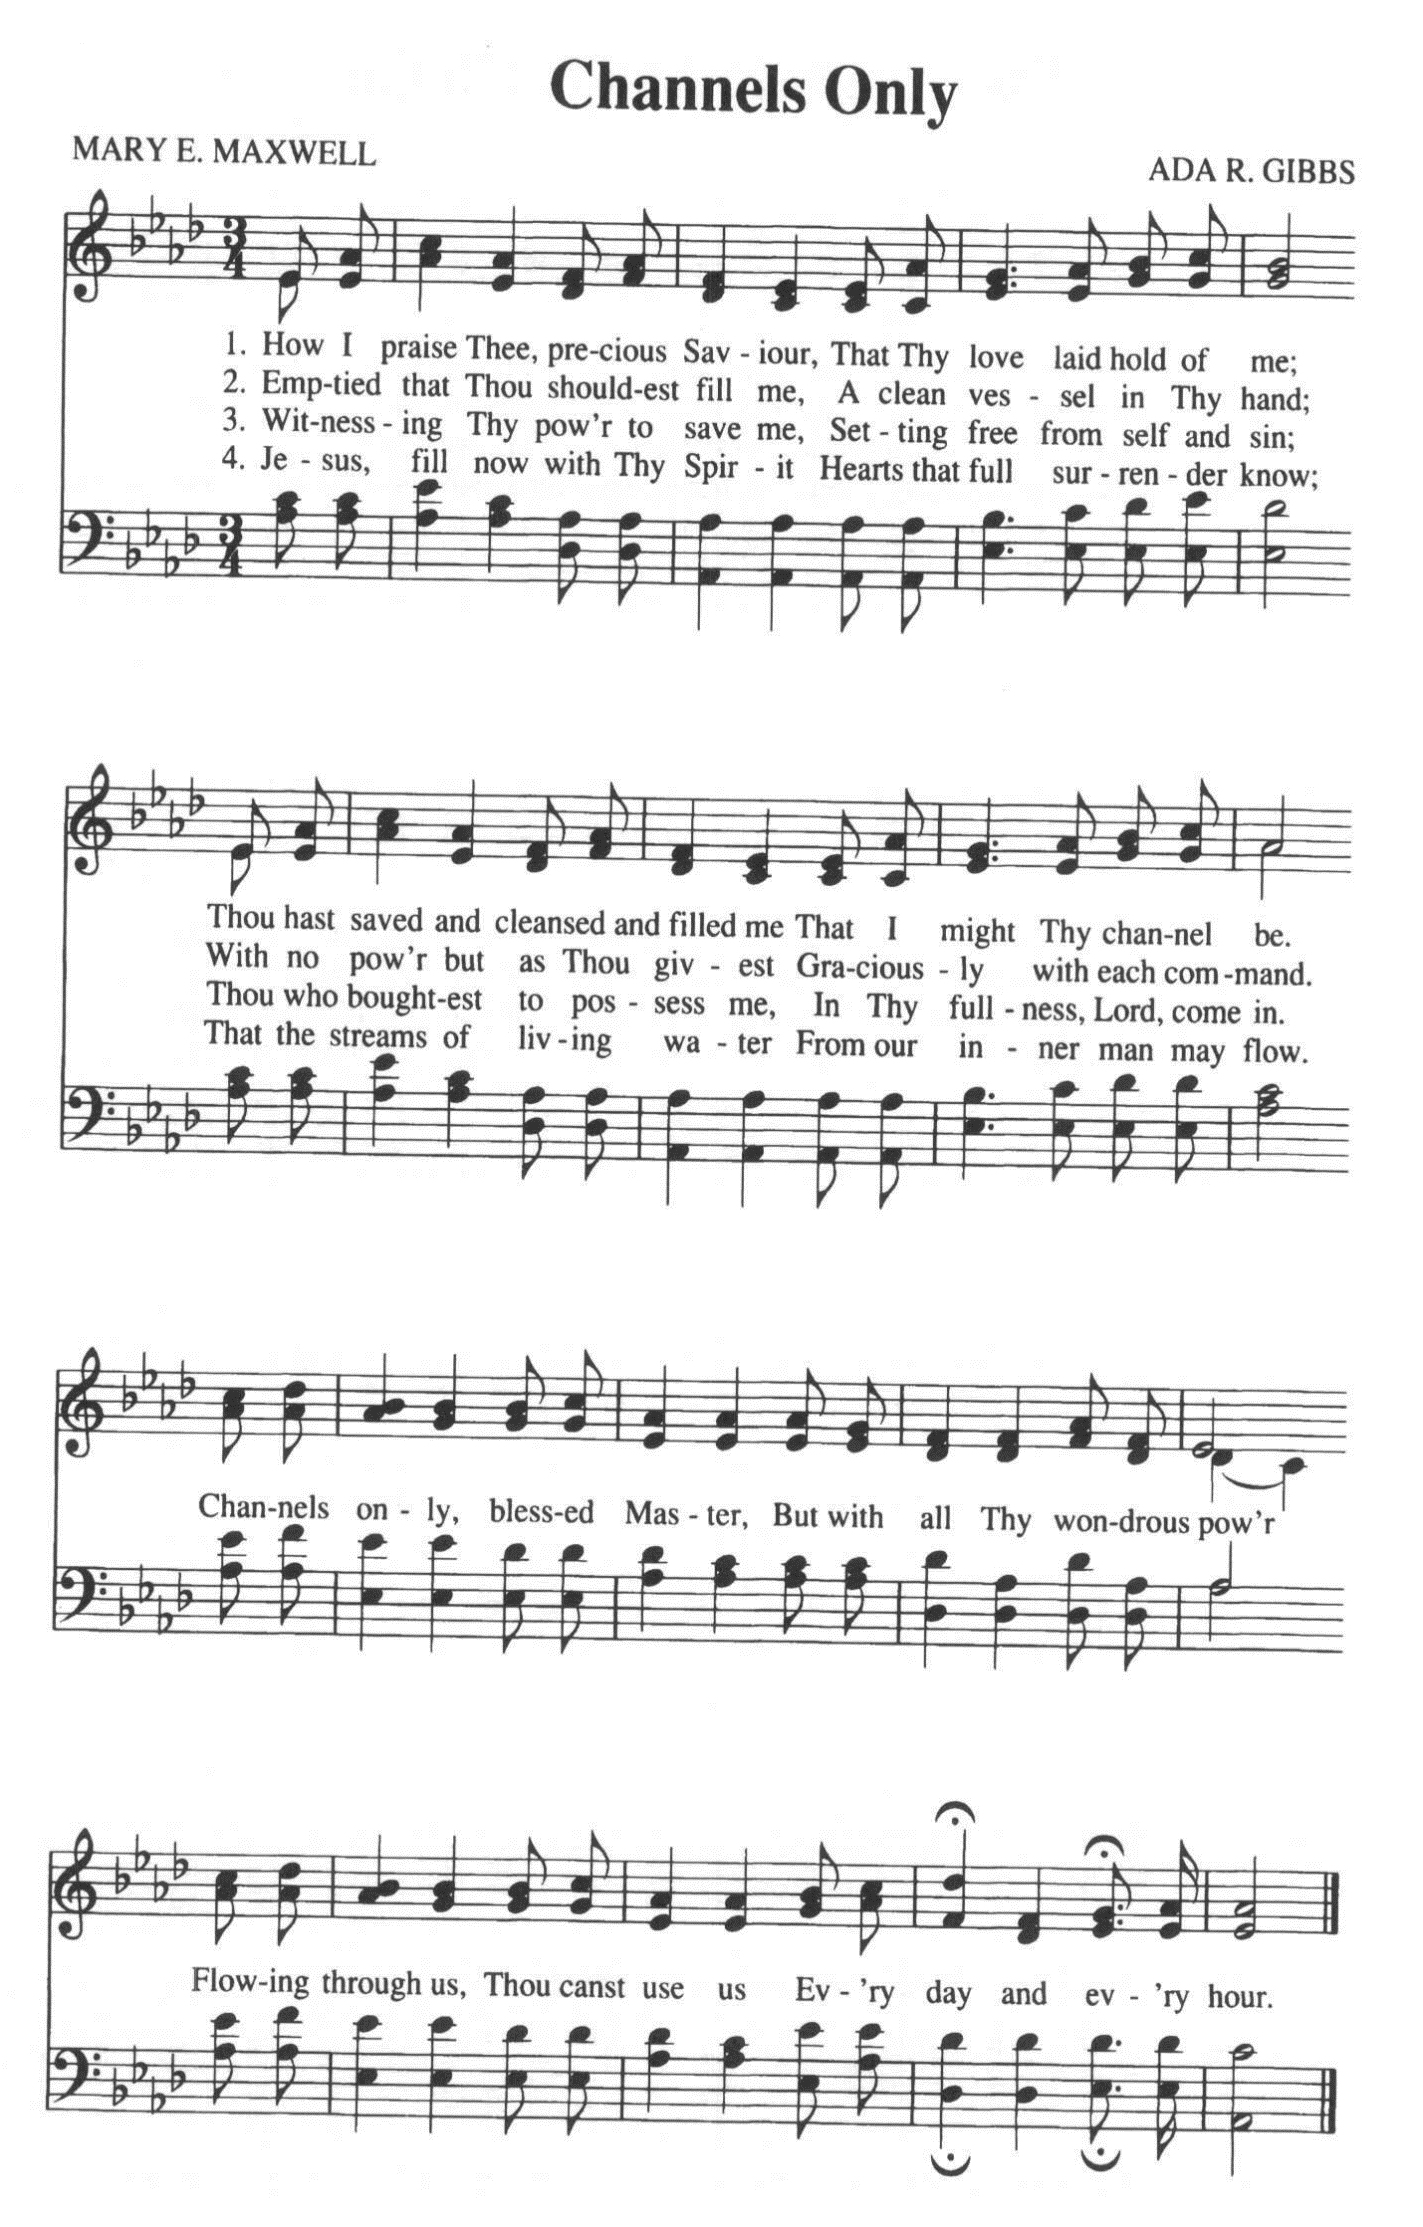 Channels Only
MARY E. MAXWELL
ADA R. GIBBS
3
4
1. How I praise Thee, pre-cious Sav - iour, That Thy love laid hold of me;
2. Emp-tied that Thou should-est fill me, A clean ves - sel in Thy hand;
3. Wit-ness - ing Thy pow'r to save me, Set - ting free from self and sin;
4. Je - sus, fill now with Thy Spir - it Hearts that full sur - ren - der know;
3
4
Thou hast saved and cleansed and filled me That I might Thy chan-nel be.
With no pow'r but as Thou giv - est Gra-cious - ly with each com -mand.
Thou who bought-est to pos - sess me, In Thy full - ness, Lord, come in.
That the streams of liv -ing wa - ter From our in - ner man may flow.
Chan-nels on - ly, bless-ed Mas - ter, But with all Thy won-drous pow'r
Flow-ing through us, Thou canst use us Ev - 'ry day and ev - 'ry hour.